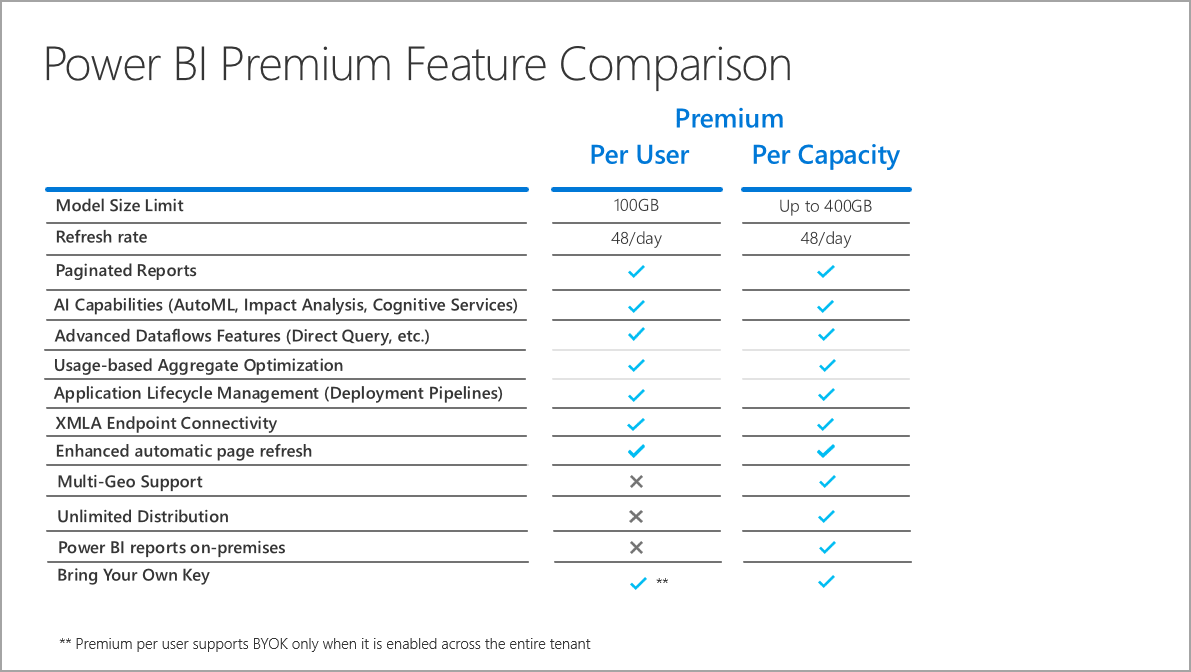 Power BI Premium Feature Comparison
Premium
Per User Per Capacity
Model Size Limit 100GB Up to 400GB
Refresh rate 48/day 48/day
Paginated Reports ✓ ✓
AI Capabilities (AutoML, Impact Analysis, Cognitive Services) ✓ ✓
Advanced Dataflows Features (Direct Query, etc.) ✓ ✓
Usage-based Aggregate Optimization ✓ ✓
Application Lifecycle Management (Deployment Pipelines) ✓ ✓
XMLA Endpoint Connectivity ✓ ✓
Enhanced automatic page refresh ✓ ✓
Multi-Geo Support ✕ ✓
Unlimited Distribution ✕ ✓
Power BI reports on-premises ✕ ✓
Bring Your Own Key ✓ ** ✓
** Premium per user supports BYOK only when it is enabled across the entire tenant